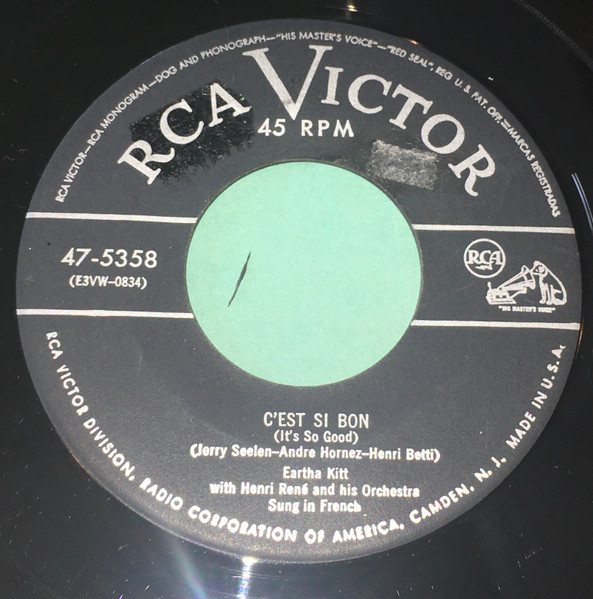 RCA VICTOR—RCA MONOGRAM—DOG AND PHONOGRAPH—"HIS MASTER'S VOICE"—"RED SEAL", REG U.S. PAT. OFF.—MARCAS REGISTRADAS
RCA VICTOR
45 RPM
47-5358
(E3VW-0834)
RCA
"HIS MASTER'S VOICE"
C'EST SI BON
(It's So Good)
(Jerry Seelen-Andre Hornez-Henri Betti)
Eartha Kitt
with Henri René and his Orchestra
Sung in French
RCA VICTOR DIVISION, RADIO CORPORATION OF AMERICA, CAMDEN, N. J. MADE IN U.S.A.